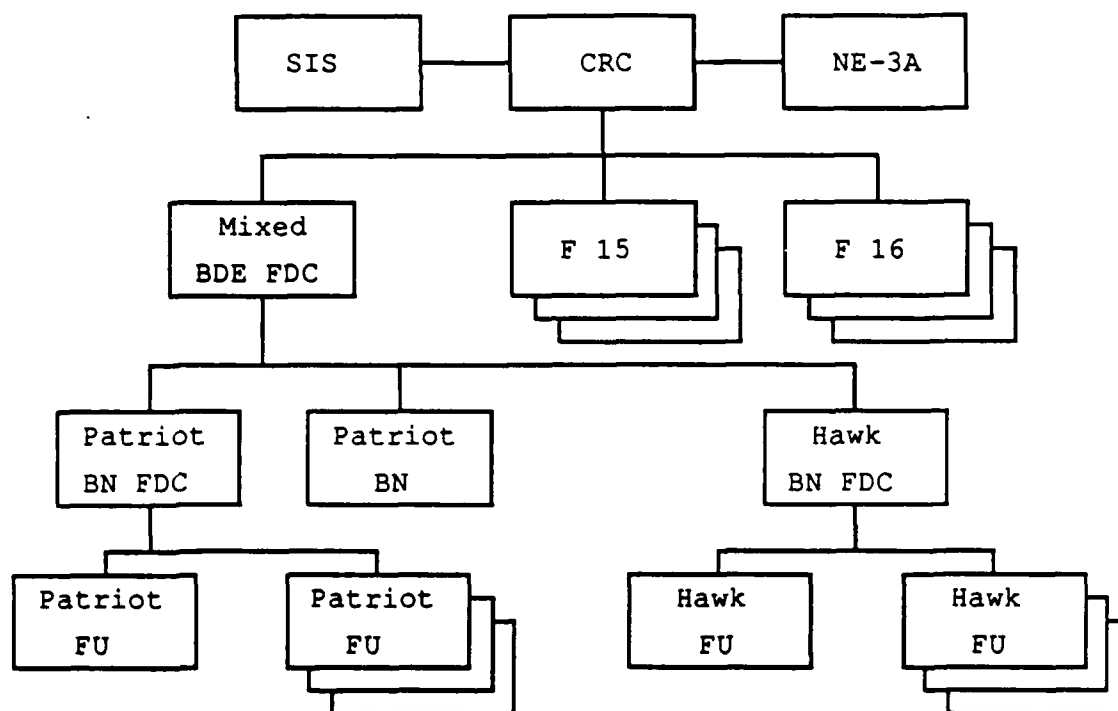 SIS
CRC
NE-3A
Mixed
BDE FDC
F 15
F 16
Patriot
BN FDC
Patriot
BN
Hawk
BN FDC
Patriot
FU
Patriot
FU
Hawk
FU
Hawk
FU